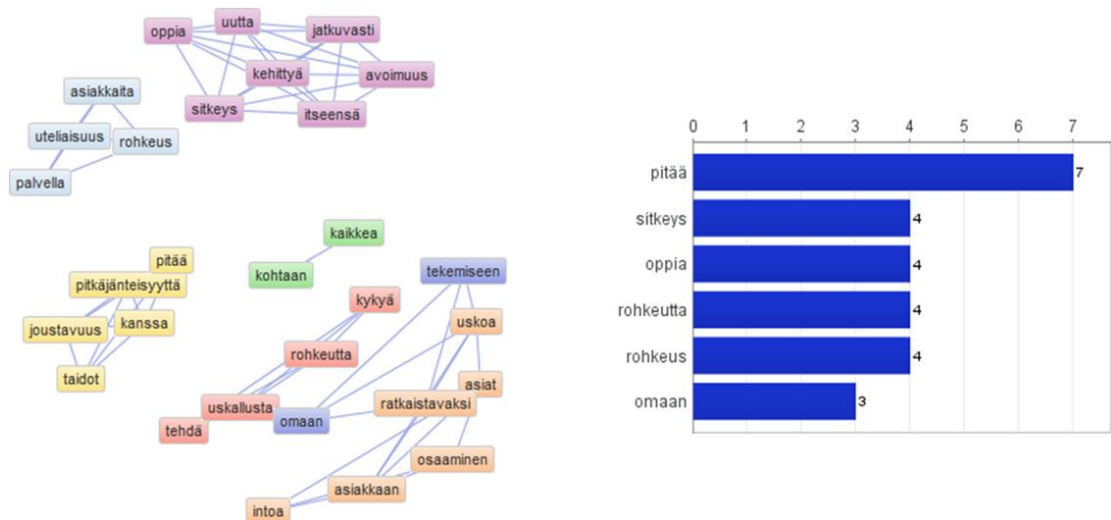 uutta
oppia
jatkuvasti
kehittyä
avoimuus
sitkeys
itseensä
asiakkaita
uteliaisuus
rohkeus
palvella
kaikkea
kohtaan
pitää
pitkäjänteisyyttä
joustavuus
kanssa
taidot
tekemiseen
kykyä
uskoa
rohkeutta
asiat
uskallusta
ratkaistavaksi
omaan
tehdä
osaaminen
asiakkaan
intoa
0 1 2 3 4 5 6 7
pitää 7
sitkeys 4
oppia 4
rohkeutta 4
rohkeus 4
omaan 3